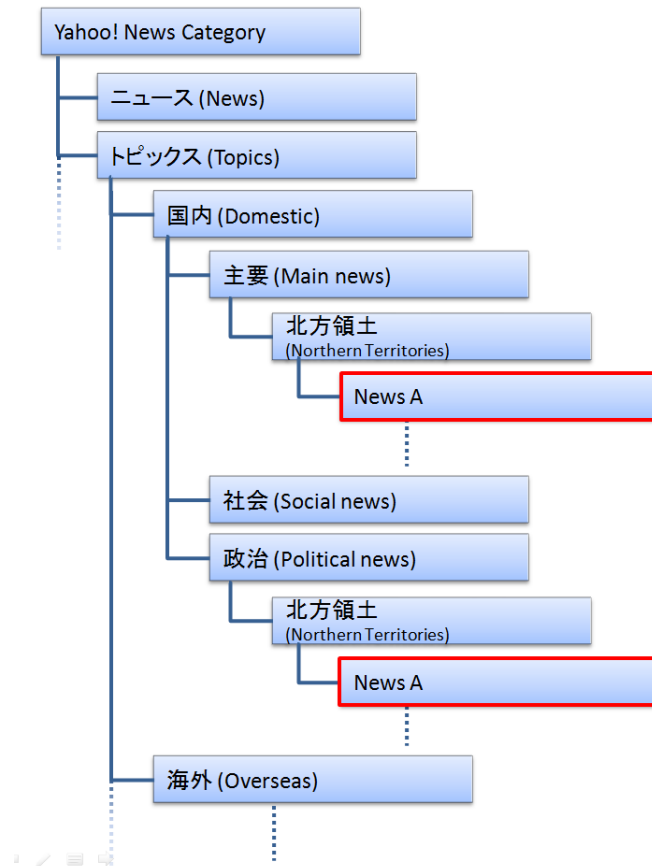 Yahoo! News Category
ニュース (News)
トピックス (Topics)
国内 (Domestic)
主要 (Main news)
北方領土
(Northern Territories)
News A
社会 (Social news)
政治 (Political news)
北方領土
(Northern Territories)
News A
海外 (Overseas)